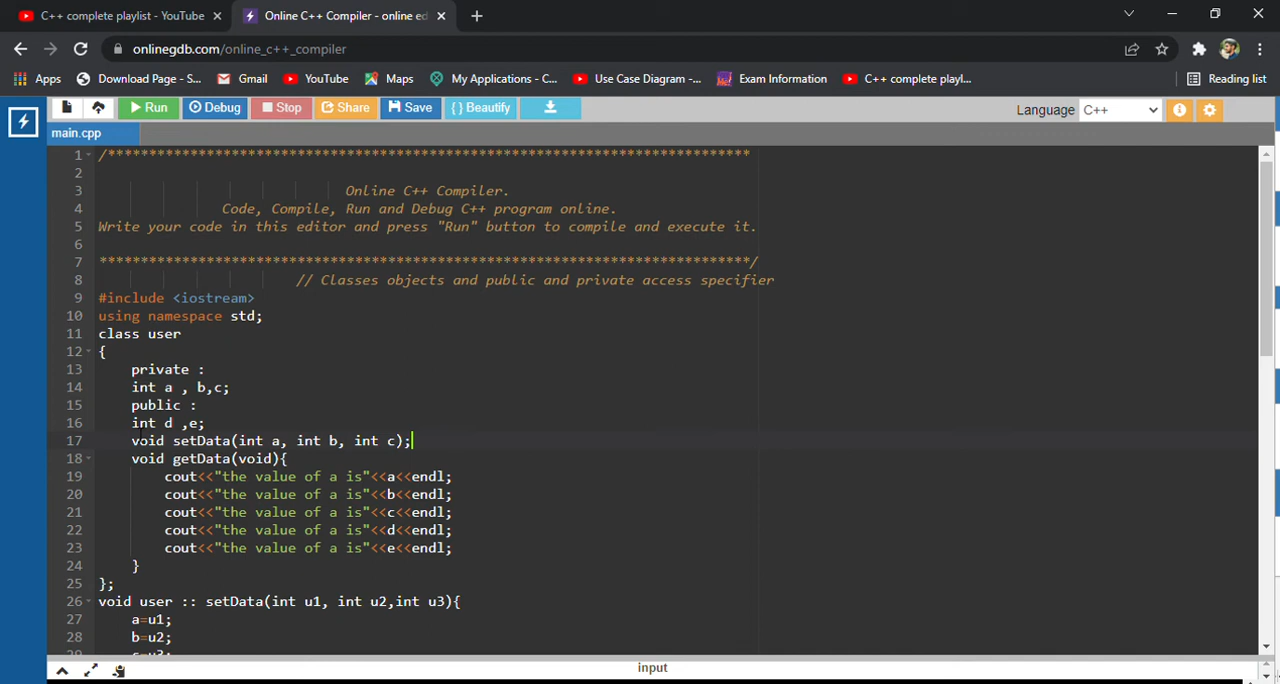 C++ complete playlist - YouTube
Online C++ Compiler - online ed
onlinegdb.com/online_c++_compiler
Apps Download Page - S... Gmail YouTube Maps My Applications - C... Use Case Diagram -... Exam Information C++ complete playl... Reading list
Run Debug Stop Share Save { } Beautify Language C++
main.cpp
1 /******************************************************************************
2
3 Online C++ Compiler.
4 Code, Compile, Run and Debug C++ program online.
5 Write your code in this editor and press "Run" button to compile and execute it.
6
7 *******************************************************************************/
8 // Classes objects and public and private access specifier
9 #include <iostream>
10 using namespace std;
11 class user
12 {
13 private :
14 int a , b,c;
15 public :
16 int d ,e;
17 void setData(int a, int b, int c);
18 void getData(void){
19 cout<<"the value of a is"<<a<<endl;
20 cout<<"the value of a is"<<b<<endl;
21 cout<<"the value of a is"<<c<<endl;
22 cout<<"the value of a is"<<d<<endl;
23 cout<<"the value of a is"<<e<<endl;
24 }
25 };
26 void user :: setData(int u1, int u2,int u3){
27 a=u1;
28 b=u2;
29 c=u3;
input